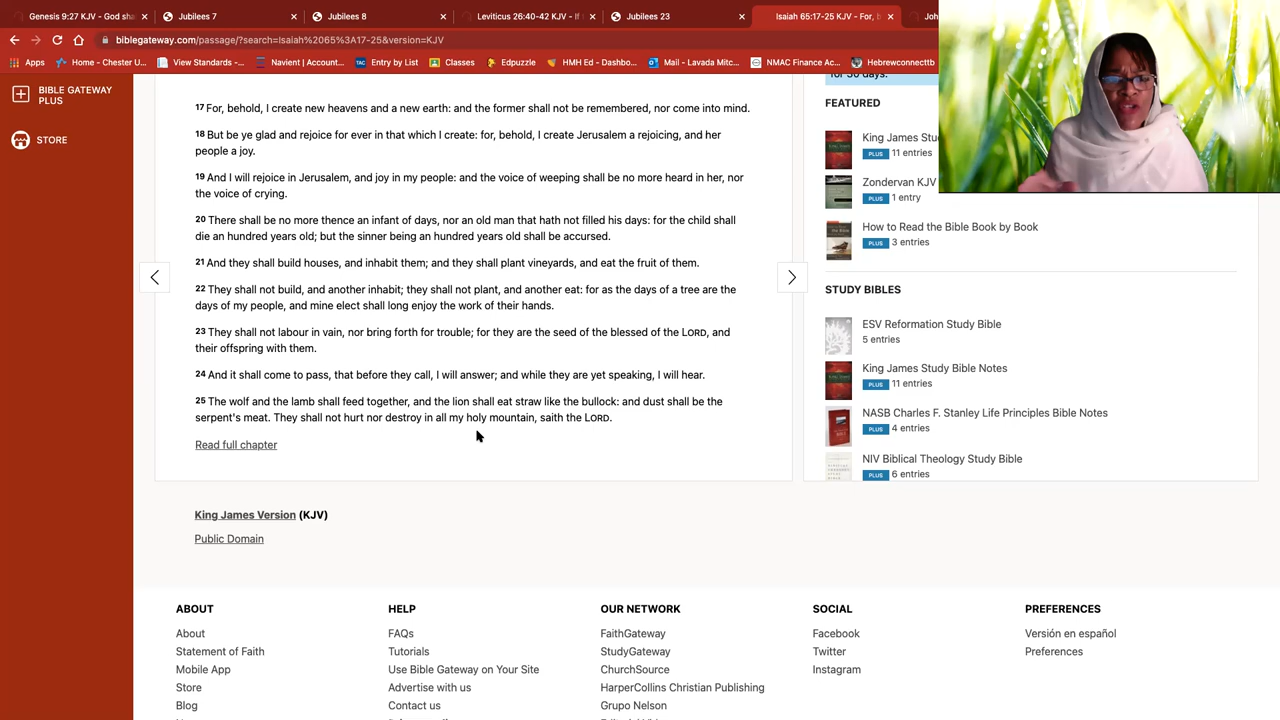 Genesis 9:27 KJV - God sha
Jubilees 7
Jubilees 8
Leviticus 26:40-42 KJV - If t
Jubilees 23
Isaiah 65:17-25 KJV - For, b
Joh
biblegateway.com/passage/?search=Isaiah%2065%3A17-25&version=KJV
Apps
Home - Chester U...
View Standards -...
Navient | Account...
TAC Entry by List
Classes
Edpuzzle
HMH Ed - Dashbo...
Mail - Lavada Mitc...
NMAC Finance Ac...
Hebrewconnecttb
BIBLE GATEWAY
PLUS
STORE
17 For, behold, I create new heavens and a new earth: and the former shall not be remembered, nor come into mind.
18 But be ye glad and rejoice for ever in that which I create: for, behold, I create Jerusalem a rejoicing, and her
people a joy.
19 And I will rejoice in Jerusalem, and joy in my people: and the voice of weeping shall be no more heard in her, nor
the voice of crying.
20 There shall be no more thence an infant of days, nor an old man that hath not filled his days: for the child shall
die an hundred years old; but the sinner being an hundred years old shall be accursed.
21 And they shall build houses, and inhabit them; and they shall plant vineyards, and eat the fruit of them.
22 They shall not build, and another inhabit; they shall not plant, and another eat: for as the days of a tree are the
days of my people, and mine elect shall long enjoy the work of their hands.
23 They shall not labour in vain, nor bring forth for trouble; for they are the seed of the blessed of the LORD, and
their offspring with them.
24 And it shall come to pass, that before they call, I will answer; and while they are yet speaking, I will hear.
25 The wolf and the lamb shall feed together, and the lion shall eat straw like the bullock: and dust shall be the
serpent's meat. They shall not hurt nor destroy in all my holy mountain, saith the LORD.
Read full chapter
King James Version (KJV)
Public Domain
for 30 days.
FEATURED
King James Stu
PLUS 11 entries
Zondervan KJV
PLUS 1 entry
How to Read the Bible Book by Book
PLUS 3 entries
STUDY BIBLES
ESV Reformation Study Bible
5 entries
King James Study Bible Notes
PLUS 11 entries
NASB Charles F. Stanley Life Principles Bible Notes
PLUS 4 entries
NIV Biblical Theology Study Bible
PLUS 6 entries
ABOUT
About
Statement of Faith
Mobile App
Store
Blog
HELP
FAQs
Tutorials
Use Bible Gateway on Your Site
Advertise with us
Contact us
OUR NETWORK
FaithGateway
StudyGateway
ChurchSource
HarperCollins Christian Publishing
Grupo Nelson
SOCIAL
Facebook
Twitter
Instagram
PREFERENCES
Versión en español
Preferences